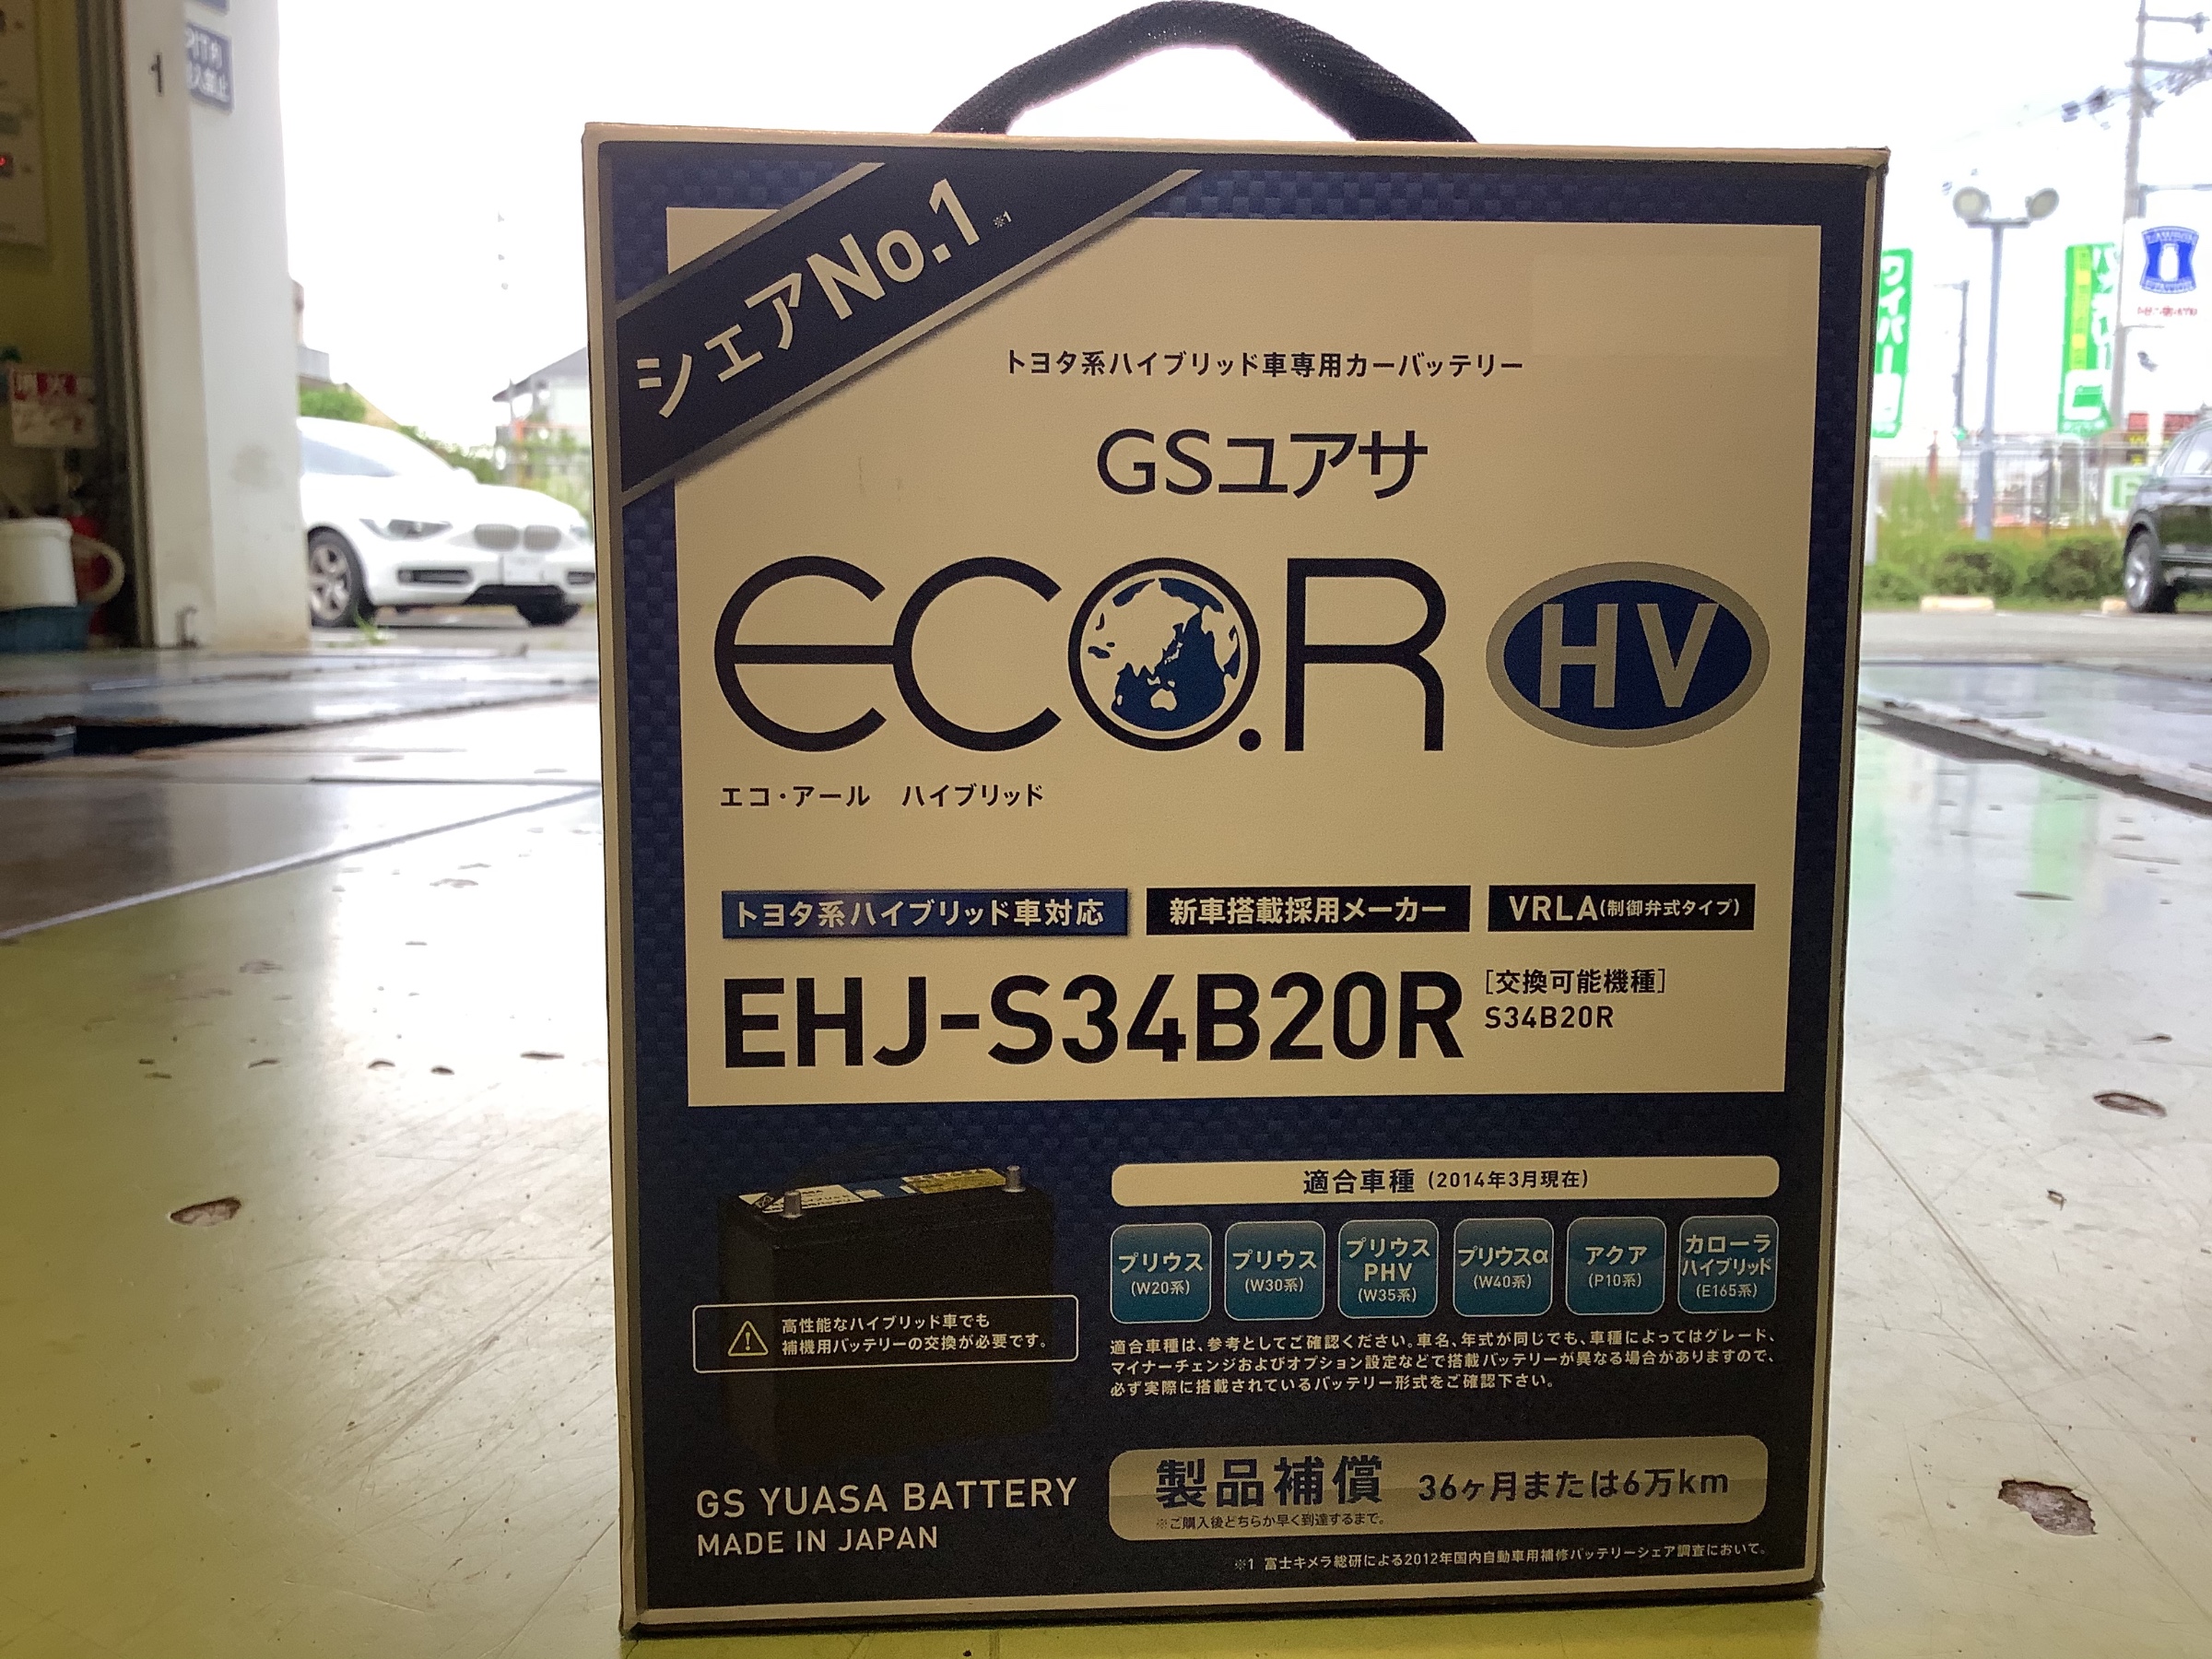 1
シェアNo.1 ※1
トヨタ系ハイブリッド車専用カーバッテリー
GSユアサ
eCO.R HV
エコ・アール ハイブリッド
トヨタ系ハイブリッド車対応 新車搭載採用メーカー VRLA(制御弁式タイプ)
EHJ-S34B20R [交換可能機種]
S34B20R
適合車種 (2014年3月現在)
プリウス
(W20系)
プリウス
(W30系)
プリウス
PHV
(W35系)
プリウスα
(W40系)
アクア
(P10系)
カローラ
ハイブリッド
(E165系)
高性能なハイブリッド車でも
補機用バッテリーの交換が必要です。
適合車種は、参考としてご確認ください。車名、年式が同じでも、車種によってはグレード、
マイナーチェンジおよびオプション設定などで搭載バッテリーが異なる場合がありますので、
必ず実際に搭載されているバッテリー形式をご確認下さい。
製品補償 36ヶ月または6万km
※ご購入後どちらか早く到達するまで。
GS YUASA BATTERY
MADE IN JAPAN
※1 富士キメラ総研による2012年国内自動車用補修バッテリーシェア調査において。
ワイパー